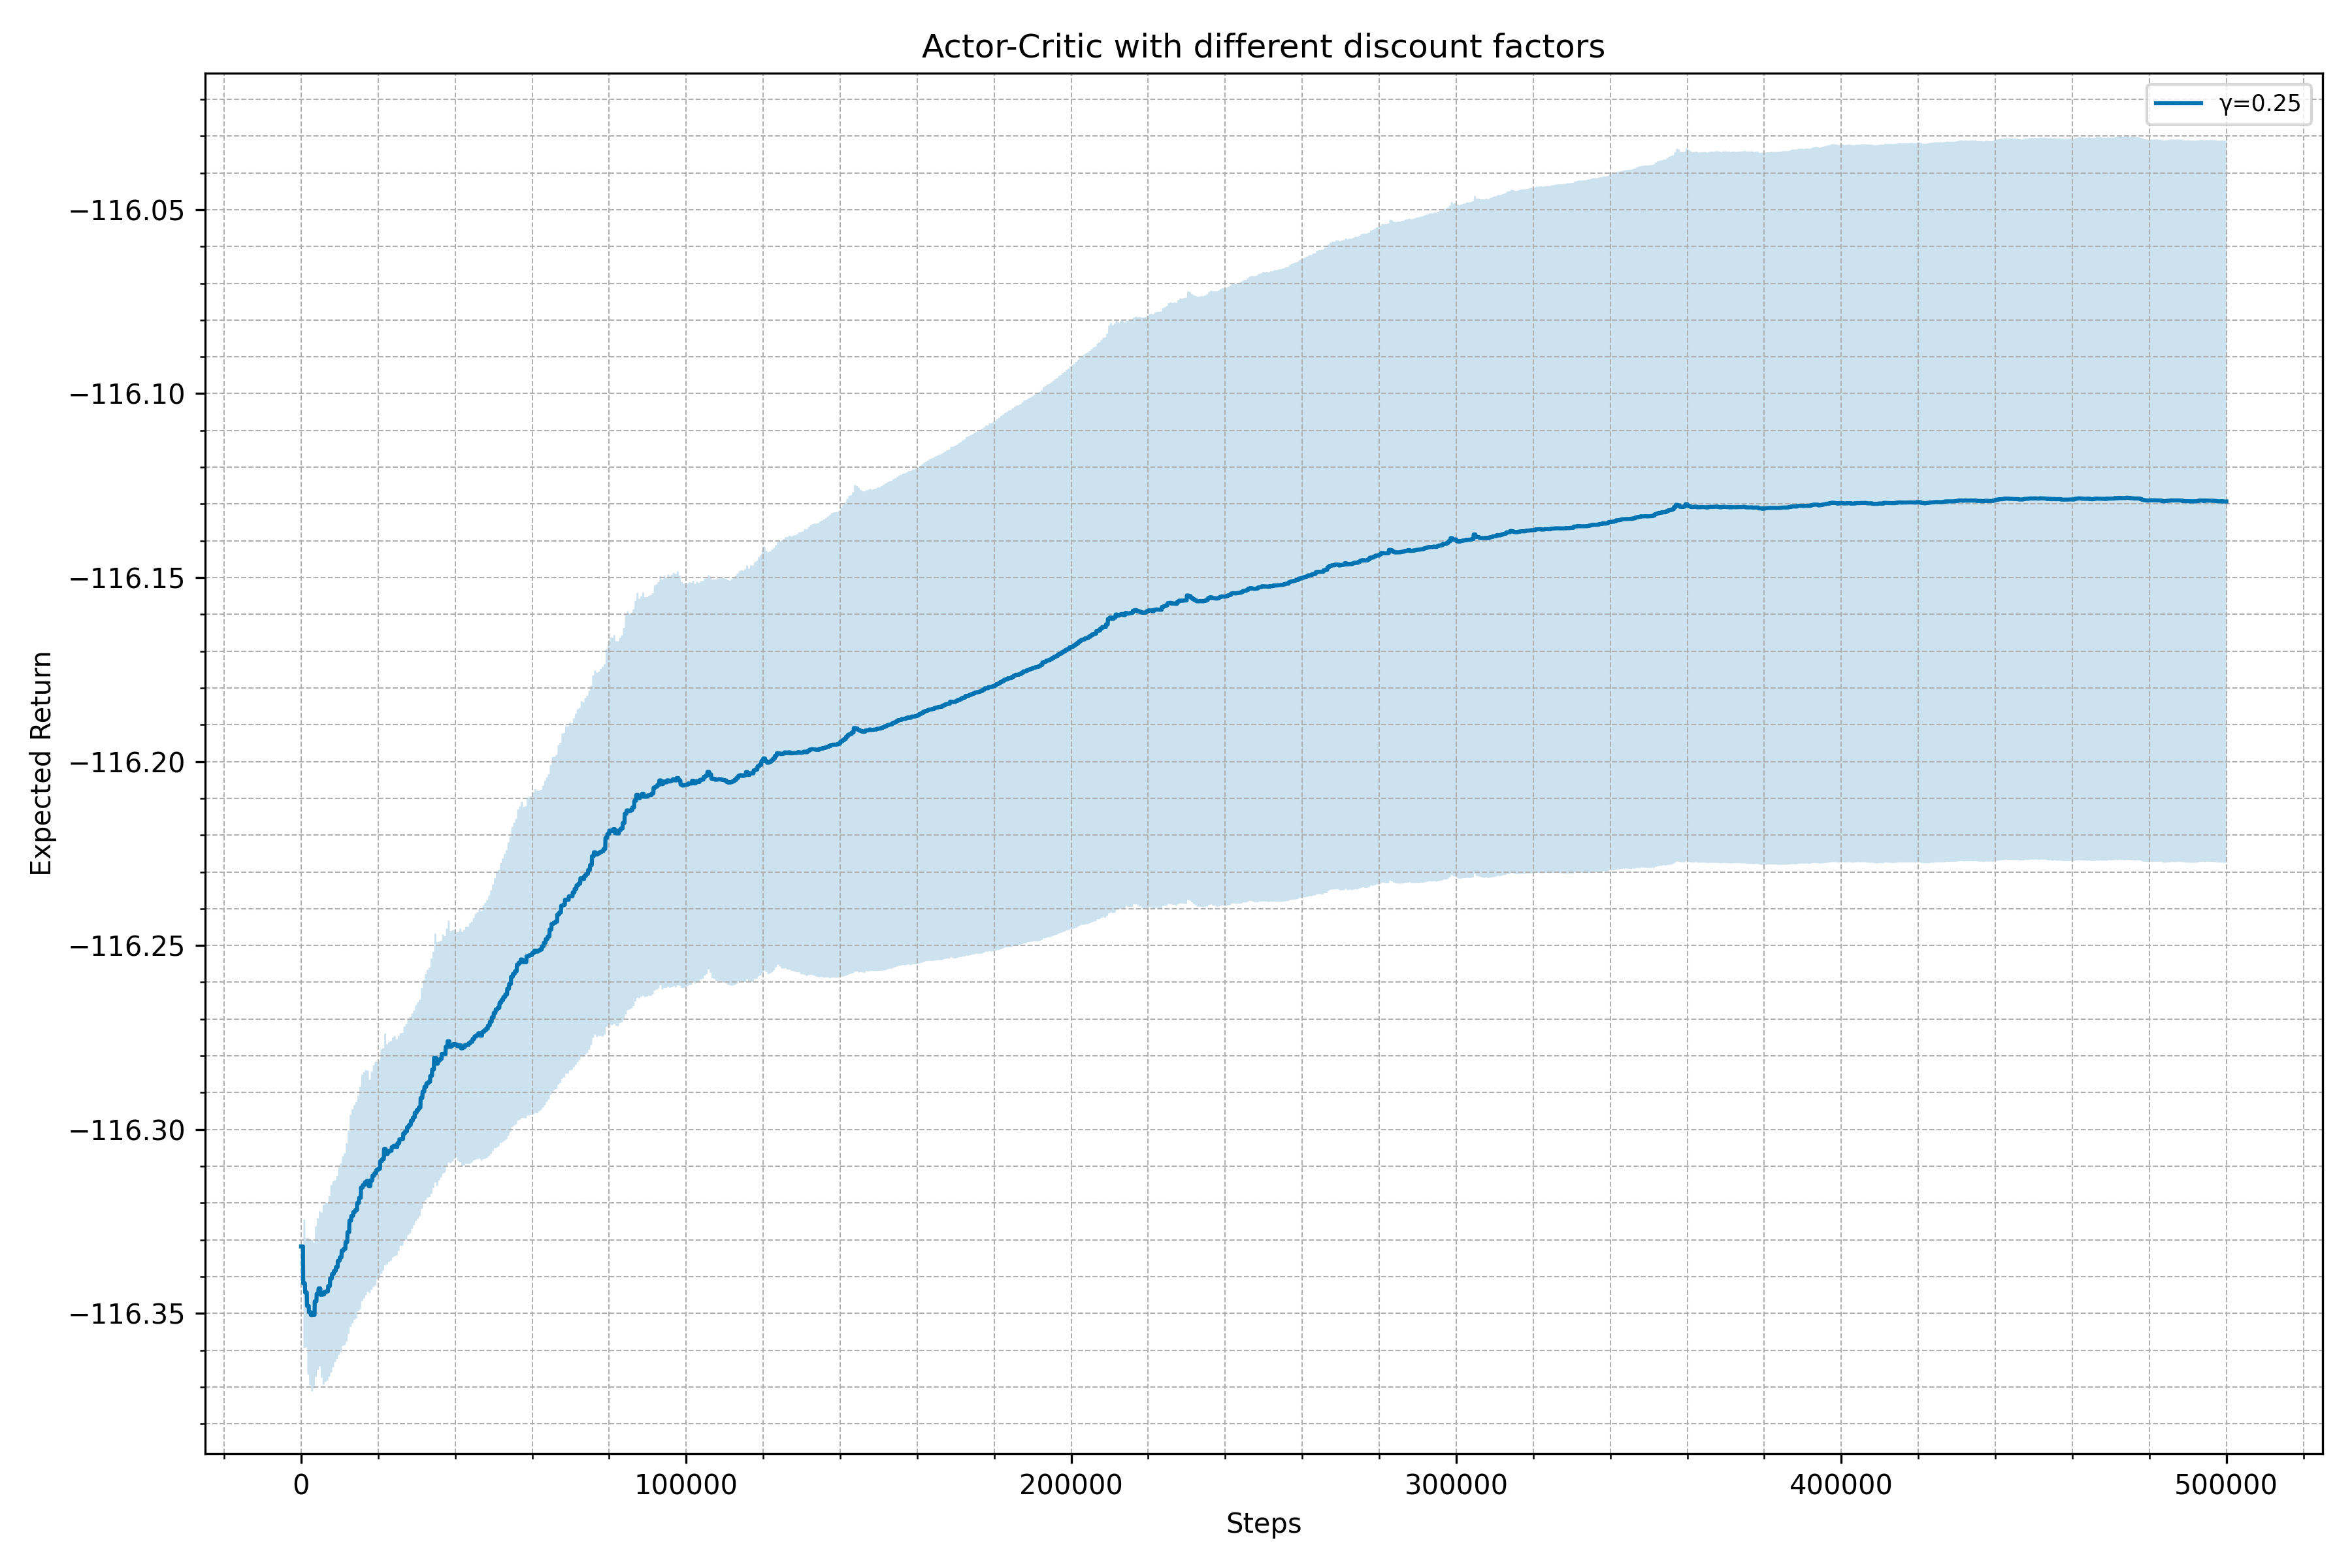 Actor-Critic with different discount factors
γ=0.25
Expected Return
−116.05
−116.10
−116.15
−116.20
−116.25
−116.30
−116.35
0 100000 200000 300000 400000 500000
Steps